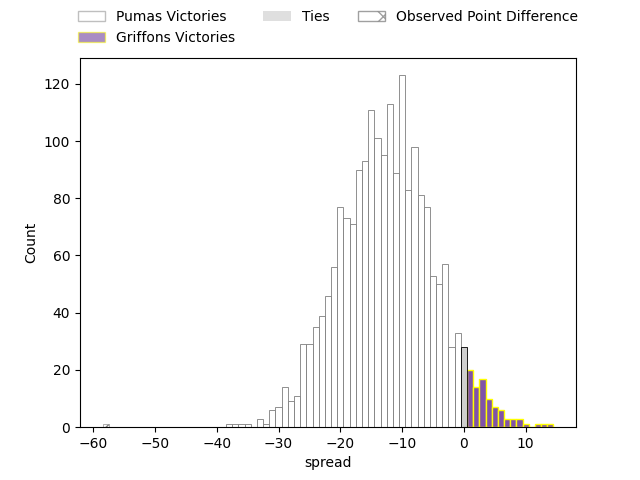 Pumas Victories
Ties
Observed Point Difference
Griffons Victories
120
100
80
60
40
20
0
Count
−60 −50 −40 −30 −20 −10 0 10
spread